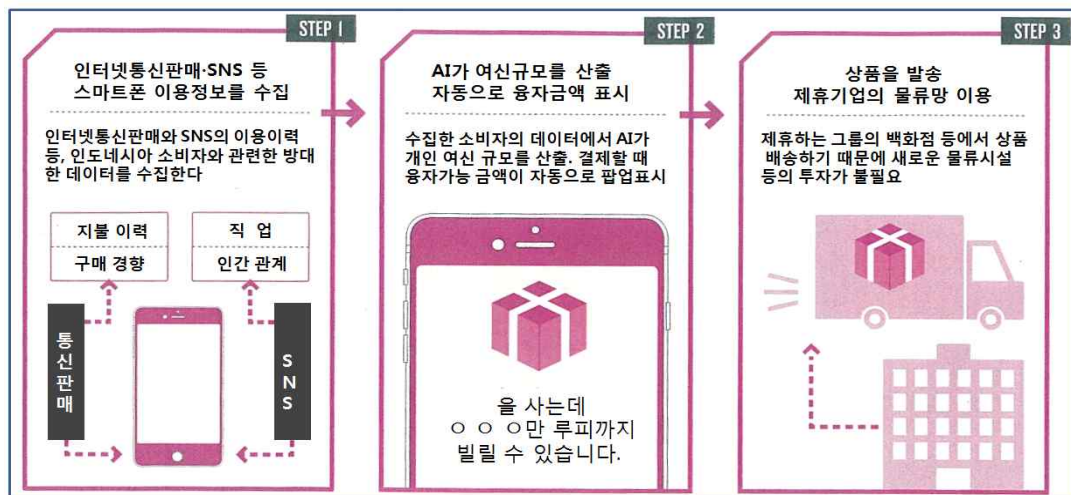 STEP 1
인터넷통신판매·SNS 등
스마트폰 이용정보를 수집
인터넷통신판매와 SNS의 이용이력
등, 인도네시아 소비자와 관련한 방대
한 데이터를 수집한다
지불 이력
구매 경향
직 업
인간 관계
통신판매
SNS
STEP 2
AI가 여신규모를 산출
자동으로 융자금액 표시
수집한 소비자의 데이터에서 AI가
개인 여신 규모를 산출. 결제할 때
융자가능 금액이 자동으로 팝업표시
을 사는데
ㅇ ㅇ ㅇ만 루피까지
빌릴 수 있습니다.
STEP 3
상품을 발송
제휴기업의 물류망 이용
제휴하는 그룹의 백화점 등에서 상품
배송하기 때문에 새로운 물류시설
등의 투자가 불필요